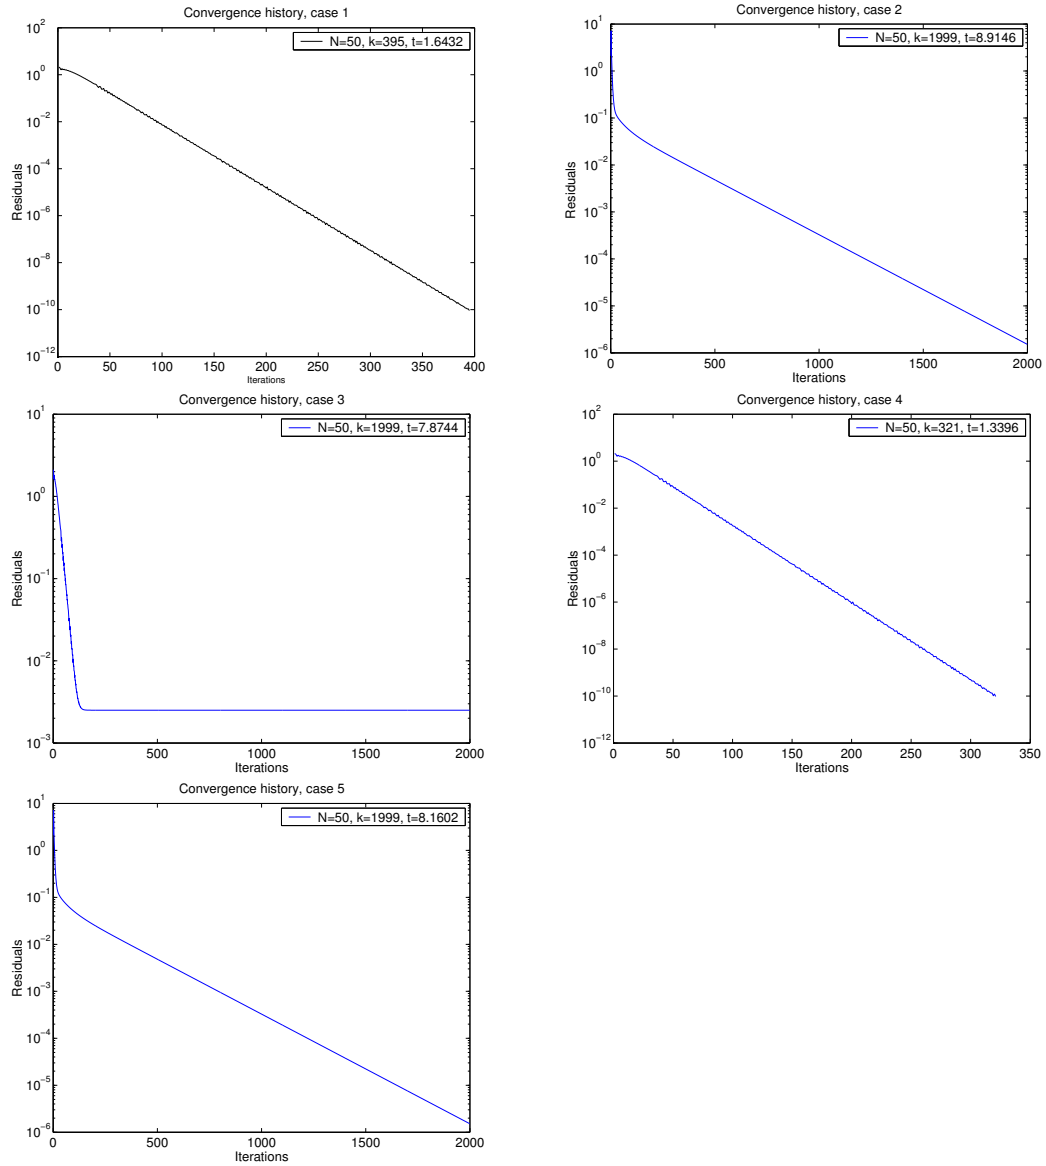 Convergence history, case 1
N=50, k=395, t=1.6432
10^2
10^0
10^-2
10^-4
10^-6
10^-8
10^-10
10^-12
Residuals
0 50 100 150 200 250 300 350 400
Iterations
Convergence history, case 2
N=50, k=1999, t=8.9146
10^1
10^0
10^-1
10^-2
10^-3
10^-4
10^-5
10^-6
Residuals
0 500 1000 1500 2000
Iterations
Convergence history, case 3
N=50, k=1999, t=7.8744
10^1
10^0
10^-1
10^-2
10^-3
Residuals
0 500 1000 1500 2000
Iterations
Convergence history, case 4
N=50, k=321, t=1.3396
10^2
10^0
10^-2
10^-4
10^-6
10^-8
10^-10
10^-12
Residuals
0 50 100 150 200 250 300 350
Iterations
Convergence history, case 5
N=50, k=1999, t=8.1602
10^1
10^0
10^-1
10^-2
10^-3
10^-4
10^-5
10^-6
Residuals
0 500 1000 1500 2000
Iterations